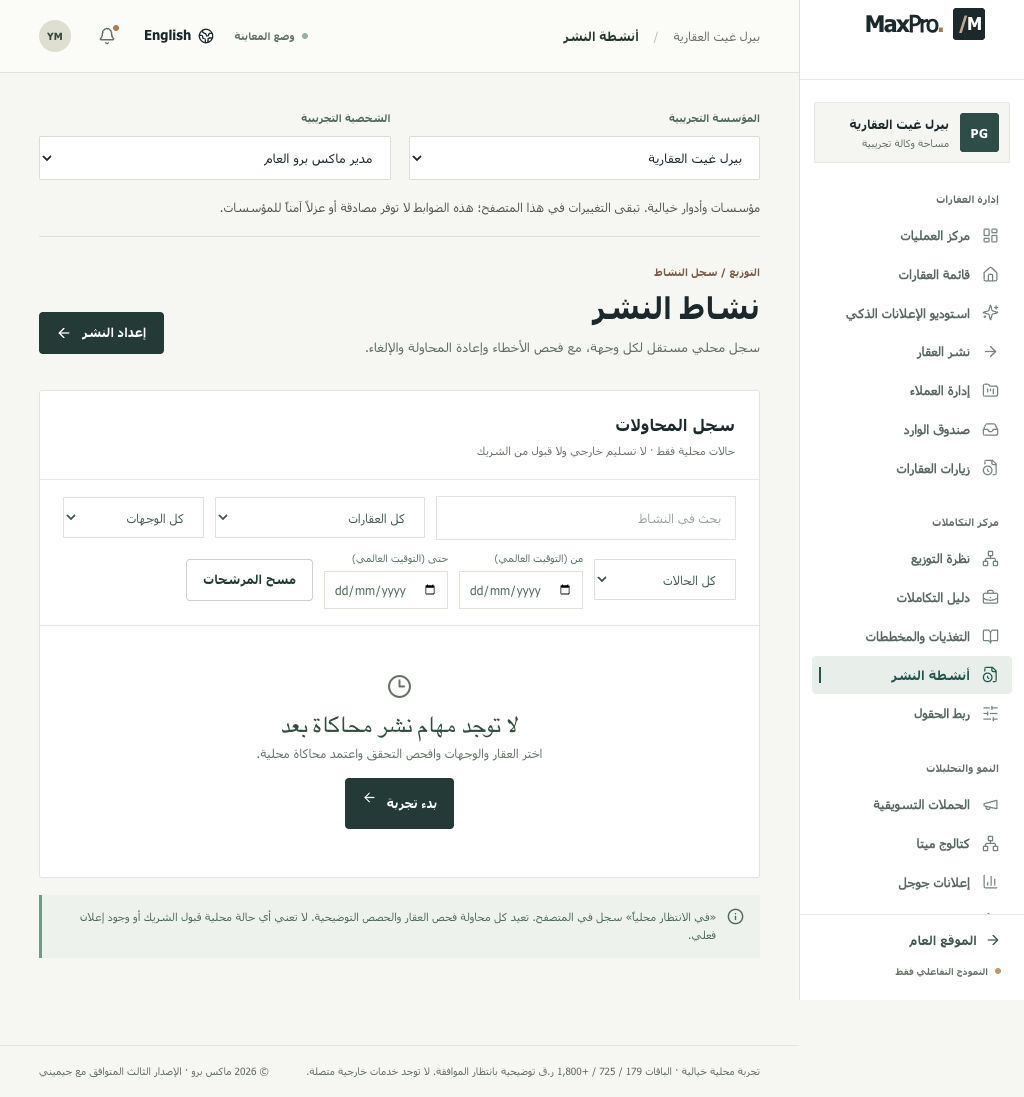 MaxPro.
/M
بيرل غيت العقارية / أنشطة النشر
وضع المعاينة
English
YM
PG
بيرل غيت العقارية
مساحة وكالة تجريبية
إدارة العقارات
مركز العمليات
قائمة العقارات
استوديو الإعلانات الذكي
نشر العقار
إدارة العملاء
صندوق الوارد
زيارات العقارات
مركز التكاملات
نظرة التوزيع
دليل التكاملات
التغذيات والمخططات
أنشطة النشر
ربط الحقول
النمو والتحليلات
الحملات التسويقية
كتالوج ميتا
إعلانات جوجل
الموقع العام
النموذج التفاعلي فقط
المؤسسة التجريبية
بيرل غيت العقارية
الشخصية التجريبية
مدير ماكس برو العام
مؤسسات وأدوار خيالية. تبقى التغييرات في هذا المتصفح؛ هذه الضوابط لا توفر مصادقة أو عزلاً آمناً للمؤسسات.
التوزيع / سجل النشاط
نشاط النشر
سجل محلي مستقل لكل وجهة، مع فحص الأخطاء وإعادة المحاولة والإلغاء.
إعداد النشر
سجل المحاولات
حالات محلية فقط · لا تسليم خارجي ولا قبول من الشريك
بحث في النشاط
كل العقارات
كل الوجهات
كل الحالات
من (التوقيت العالمي)
dd/mm/yyyy
حتى (التوقيت العالمي)
dd/mm/yyyy
مسح المرشحات
لا توجد مهام نشر محاكاة بعد
اختر العقار والوجهات وافحص التحقق واعتمد محاكاة محلية.
بدء تجربة
«في الانتظار محلياً» سجل في المتصفح. تعيد كل محاولة فحص العقار والحصص التوضيحية. لا تعني أي حالة محلية قبول الشريك أو وجود إعلان
فعلي.
تجربة محلية خيالية · الباقات 179 / 725 / +1,800 ر.ق توضيحية بانتظار الموافقة. لا توجد خدمات خارجية متصلة.
© 2026 ماكس برو · الإصدار الثالث المتوافق مع جيميني